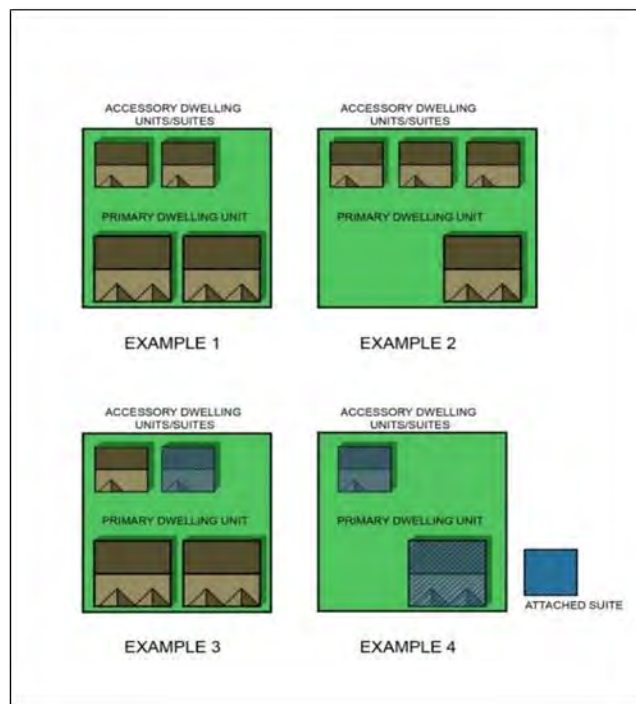 ACCESSORY DWELLING
UNITS/SUITES
PRIMARY DWELLING UNIT
EXAMPLE 1
ACCESSORY DWELLING
UNITS/SUITES
PRIMARY DWELLING UNIT
EXAMPLE 2
ACCESSORY DWELLING
UNITS/SUITES
PRIMARY DWELLING UNIT
EXAMPLE 3
ACCESSORY DWELLING
UNITS/SUITES
PRIMARY DWELLING UNIT
EXAMPLE 4
ATTACHED SUITE